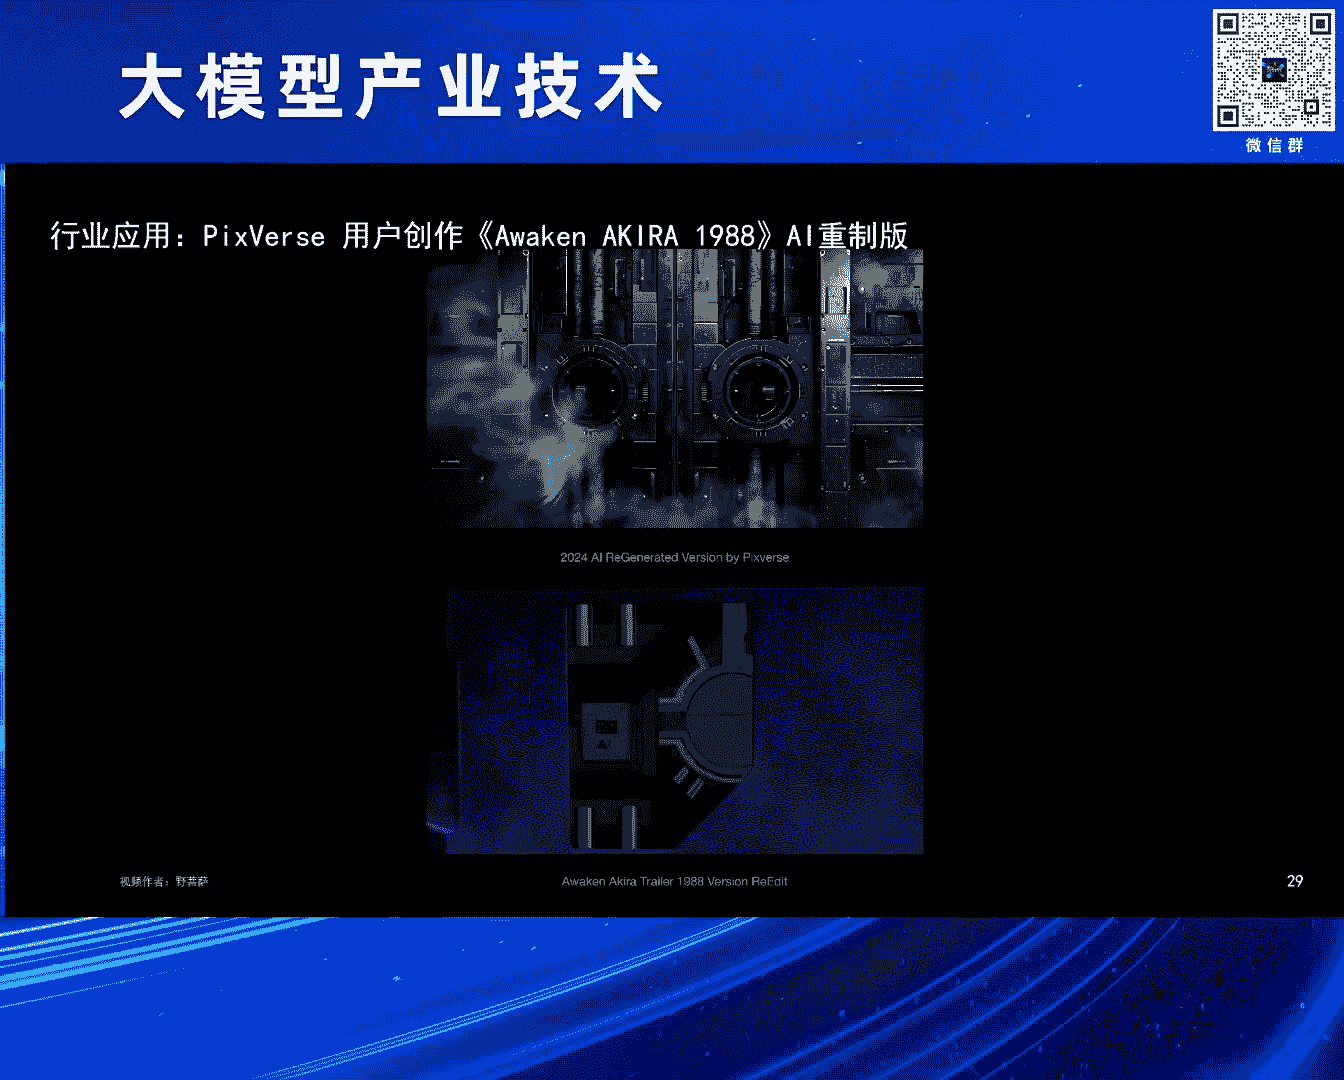 大模型产业技术
微信群
行业应用：PixVerse 用户创作《Awaken AKIRA 1988》AI重制版
2024 AI ReGenerated Version by Pixverse
AI
视频作者：野菩萨
Awaken Akira Trailer 1988 Version ReEdit
29